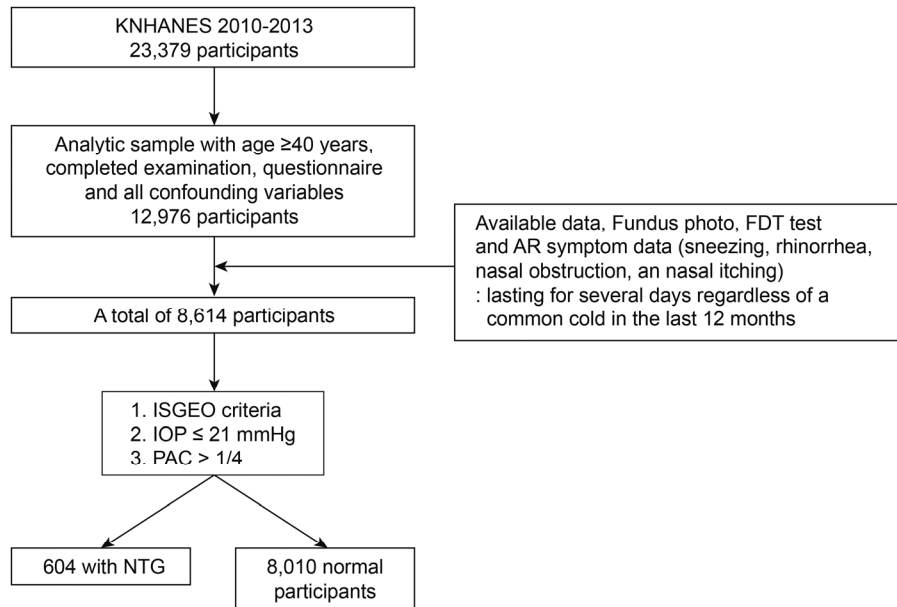 KNHANES 2010-2013
23,379 participants
Analytic sample with age ≥40 years,
completed examination, questionnaire
and all confounding variables
12,976 participants
Available data, Fundus photo, FDT test
and AR symptom data (sneezing, rhinorrhea,
nasal obstruction, an nasal itching)
: lasting for several days regardless of a
common cold in the last 12 months
A total of 8,614 participants
1. ISGEO criteria
2. IOP ≤ 21 mmHg
3. PAC > 1/4
604 with NTG
8,010 normal
participants